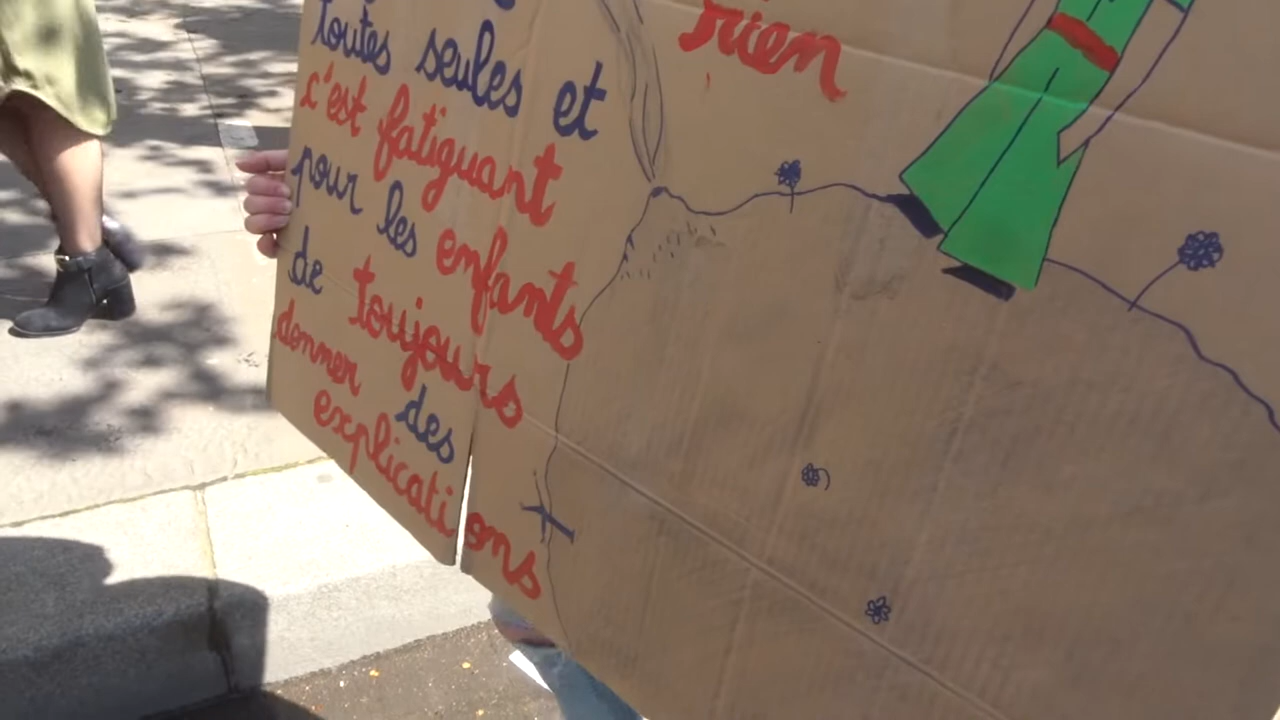 toutes seules et
c'est fatiguant
pour les enfants
de toujours
donner des
explications
rien